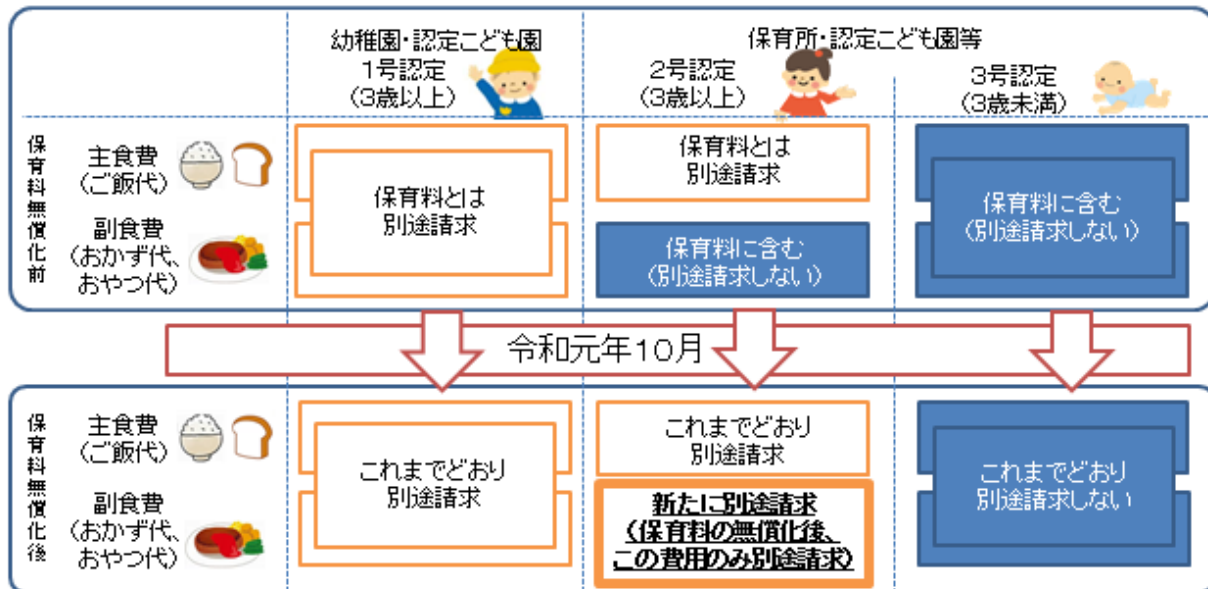 幼稚園・認定こども園
1号認定
(3歳以上)
保育所・認定こども園等
2号認定
(3歳以上)
3号認定
(3歳未満)
保育料無償化前
主食費
(ご飯代)
副食費
(おかず代、
おやつ代)
保育料とは
別途請求
保育料とは
別途請求
保育料に含む
(別途請求しない)
保育料に含む
(別途請求しない)
令和元年10月
保育料無償化後
主食費
(ご飯代)
副食費
(おかず代、
おやつ代)
これまでどおり
別途請求
これまでどおり
別途請求
新たに別途請求
(保育料の無償化後、
この費用のみ別途請求)
これまでどおり
別途請求しない